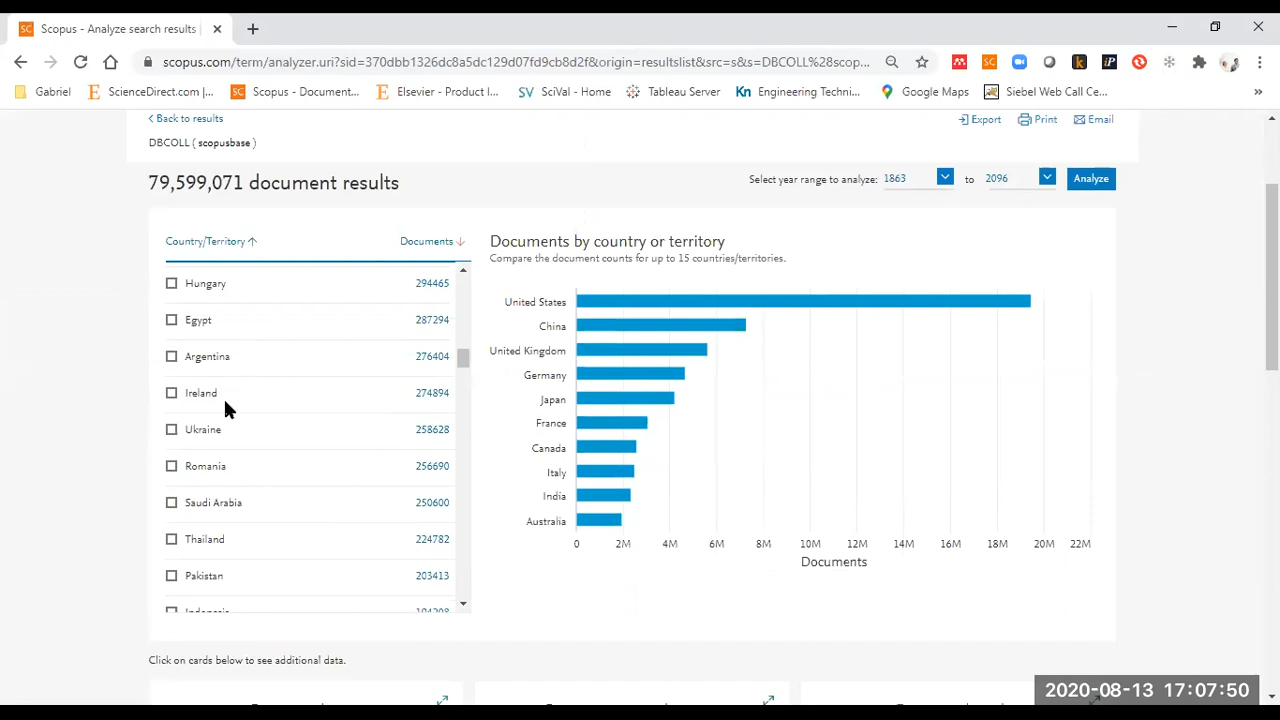 SC Scopus - Analyze search results
scopus.com/term/analyzer.uri?sid=370dbb1326dc8a5dc129d07fd9cb8d2f&origin=resultslist&src=s&s=DBCOLL%28scop...
Gabriel
ScienceDirect.com |...
Scopus - Document...
Elsevier - Product I...
SciVal - Home
Tableau Server
Engineering Techni...
Google Maps
Siebel Web Call Ce...
Back to results
Export Print Email
DBCOLL ( scopusbase )
79,599,071 document results
Select year range to analyze: 1863 to 2096 Analyze
Country/Territory Documents
Hungary 294465
Egypt 287294
Argentina 276404
Ireland 274894
Ukraine 258628
Romania 256690
Saudi Arabia 250600
Thailand 224782
Pakistan 203413
Documents by country or territory
Compare the document counts for up to 15 countries/territories.
United States
China
United Kingdom
Germany
Japan
France
Canada
Italy
India
Australia
0 2M 4M 6M 8M 10M 12M 14M 16M 18M 20M 22M
Documents
Click on cards below to see additional data.
2020-08-13 17:07:50